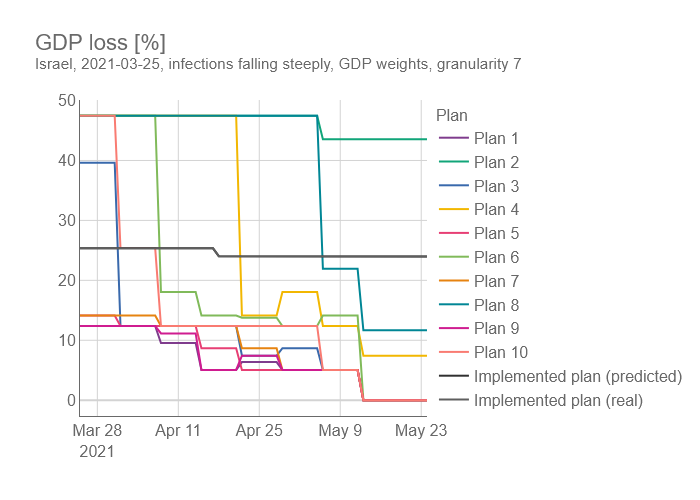 GDP loss [%]
Israel, 2021-03-25, infections falling steeply, GDP weights, granularity 7
50
40
30
20
10
0
Mar 28
2021
Apr 11
Apr 25
May 9
May 23
Plan
Plan 1
Plan 2
Plan 3
Plan 4
Plan 5
Plan 6
Plan 7
Plan 8
Plan 9
Plan 10
Implemented plan (predicted)
Implemented plan (real)